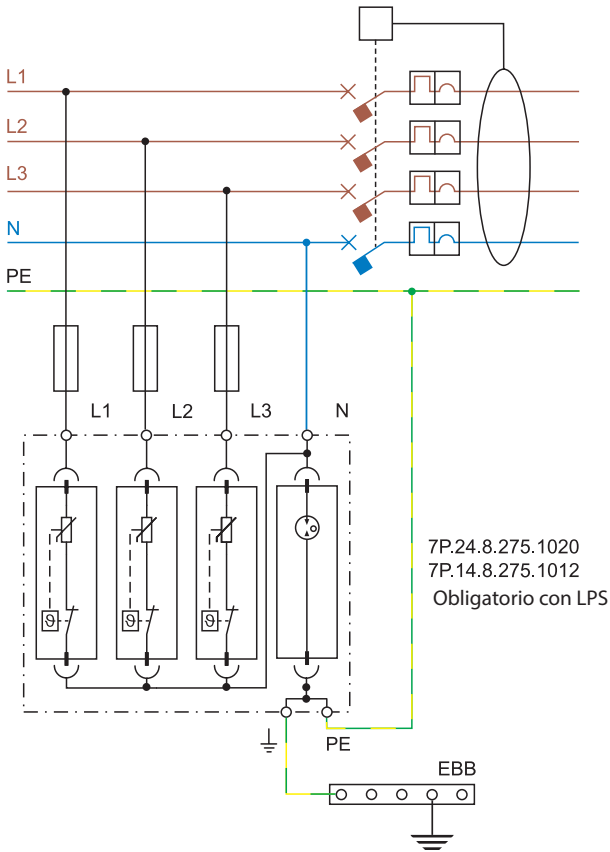 L1
L2
L3
N
PE
L1 L2 L3 N
7P.24.8.275.1020
7P.14.8.275.1012
Obligatorio con LPS
ϑ ϑ ϑ
PE
EBB